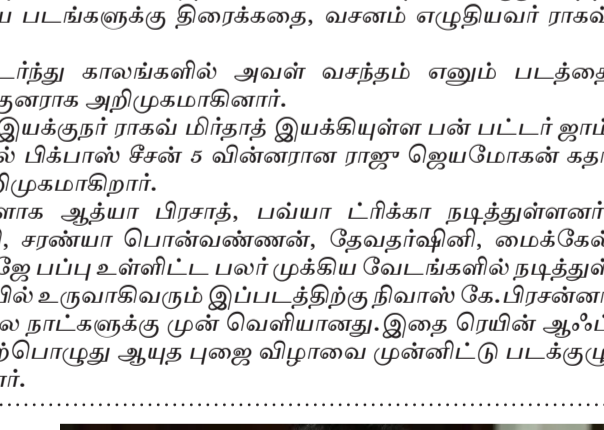 படங்களுக்கு திரைக்கதை, வசனம் எழுதியவர் ராகவ்
டர்ந்து காலங்களில் அவள் வசந்தம் எனும் படத்தை
குனராக அறிமுகமாகினார்.
இயக்குநர் ராகவ் மிர்தாத் இயக்கியுள்ள பன் பட்டர் ஜாம்
ல் பிக்பாஸ் சீசன் 5 வின்னரான ராஜு ஜெயமோகன் கதா
றிமுகமாகிறார்.
ளாக ஆத்யா பிரசாத், பவ்யா ட்ரிக்கா நடித்துள்ளனர்
, சரண்யா பொன்வண்ணன், தேவதர்ஷினி, மைக்கேல்
ஜே பப்பு உள்ளிட்ட பலர் முக்கிய வேடங்களில் நடித்துள்
பில் உருவாகிவரும் இப்படத்திற்கு நிவாஸ் கே.பிரசன்னா
ல நாட்களுக்கு முன் வெளியானது.இதை ரெயின் ஆஃப்
ற்பொழுது ஆயுத புஜை விழாவை முன்னிட்டு படக்குழு
ார்.